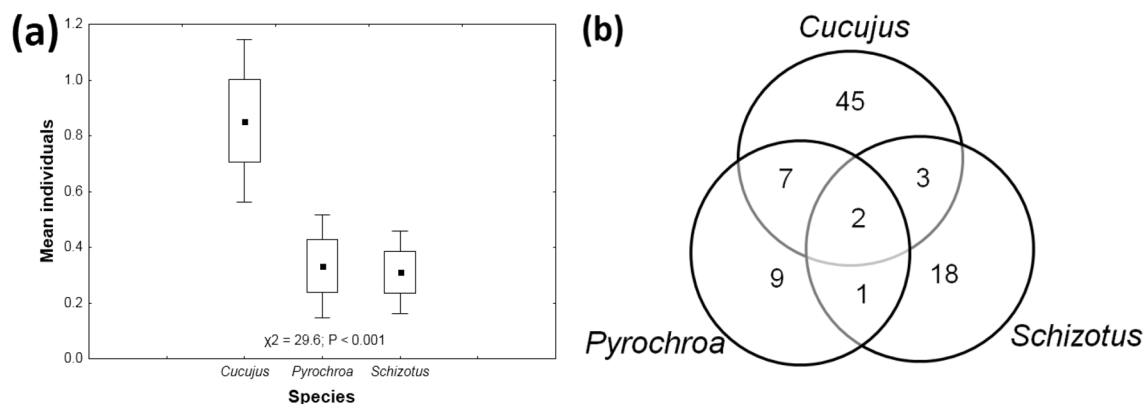 (a)
1.2
1.0
0.8
0.6
0.4
0.2
0.0
Mean individuals
χ2 = 29.6; P < 0.001
Cucujus Pyrochroa Schizotus
Species
(b)
Cucujus
45
7
3
2
9
18
1
Pyrochroa
Schizotus